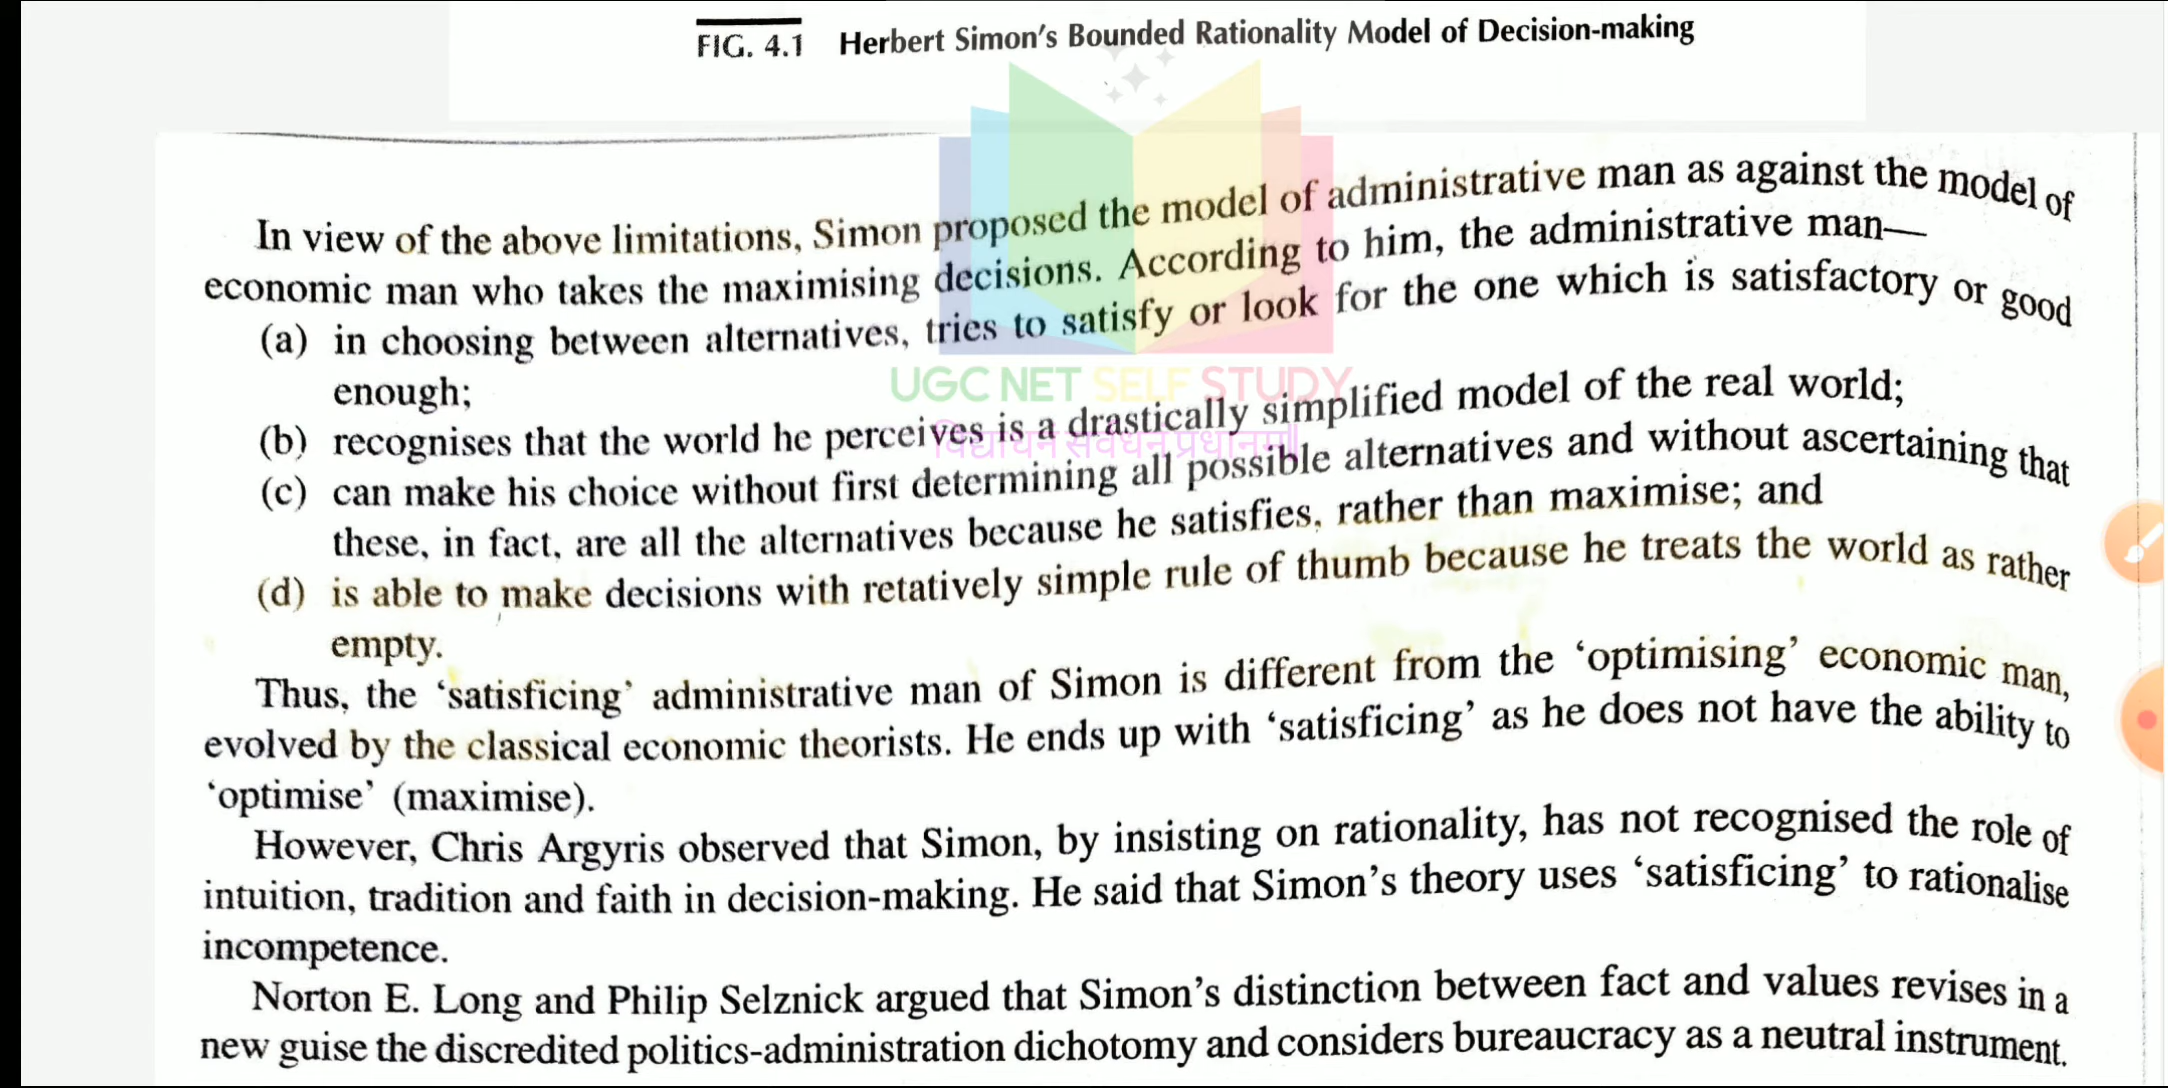 FIG. 4.1 Herbert Simon's Bounded Rationality Model of Decision-making
In view of the above limitations, Simon proposed the model of administrative man as against the model of
economic man who takes the maximising decisions. According to him, the administrative man—
(a) in choosing between alternatives, tries to satisfy or look for the one which is satisfactory or good
enough;
UGC NET SELF STUDY
(b) recognises that the world he perceives is a drastically simplified model of the real world;
(c) can make his choice without first determining all possible alternatives and without ascertaining that
these, in fact, are all the alternatives because he satisfies, rather than maximise; and
(d) is able to make decisions with retatively simple rule of thumb because he treats the world as rather
empty.
Thus, the 'satisficing' administrative man of Simon is different from the 'optimising' economic man,
evolved by the classical economic theorists. He ends up with 'satisficing' as he does not have the ability to
'optimise' (maximise).
However, Chris Argyris observed that Simon, by insisting on rationality, has not recognised the role of
intuition, tradition and faith in decision-making. He said that Simon's theory uses 'satisficing' to rationalise
incompetence.
Norton E. Long and Philip Selznick argued that Simon's distinction between fact and values revises in a
new guise the discredited politics-administration dichotomy and considers bureaucracy as a neutral instrument.